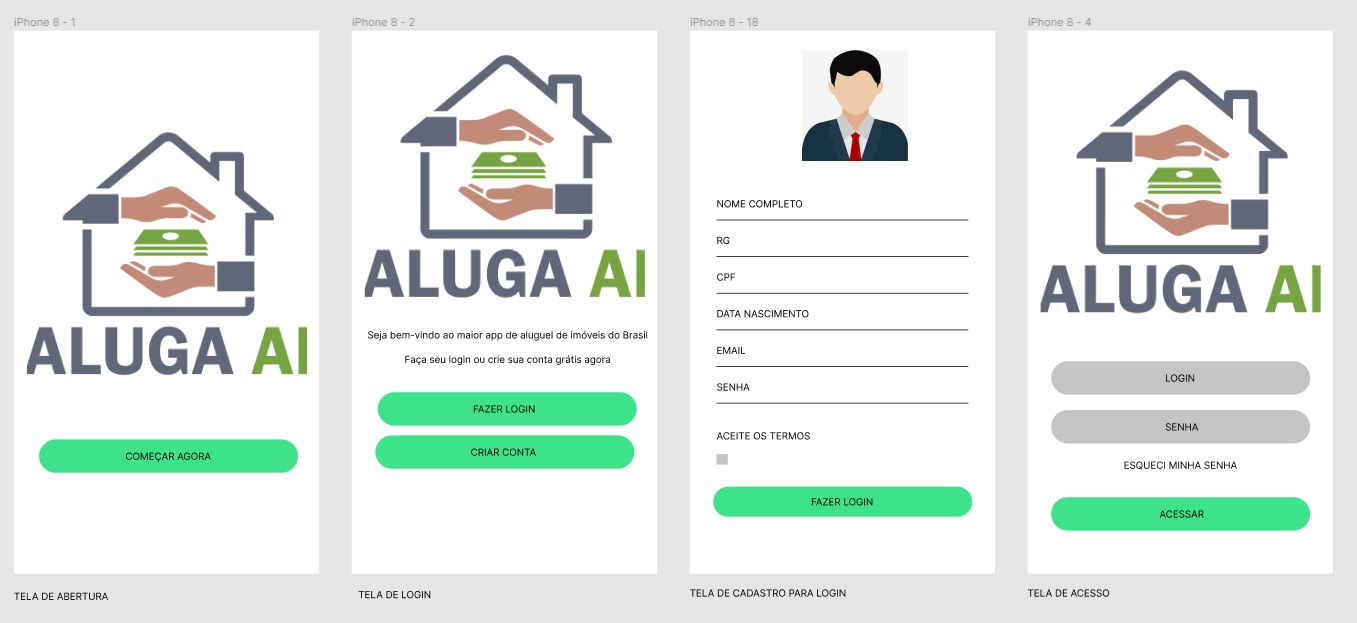 iPhone 8 - 1
ALUGA AI
COMEÇAR AGORA
TELA DE ABERTURA
iPhone 8 - 2
ALUGA AI
Seja bem-vindo ao maior app de aluguel de imóveis do Brasil
Faça seu login ou crie sua conta grátis agora
FAZER LOGIN
CRIAR CONTA
TELA DE LOGIN
iPhone 8 - 18
NOME COMPLETO
RG
CPF
DATA NASCIMENTO
EMAIL
SENHA
ACEITE OS TERMOS
FAZER LOGIN
TELA DE CADASTRO PARA LOGIN
iPhone 8 - 4
ALUGA AI
LOGIN
SENHA
ESQUECI MINHA SENHA
ACESSAR
TELA DE ACESSO